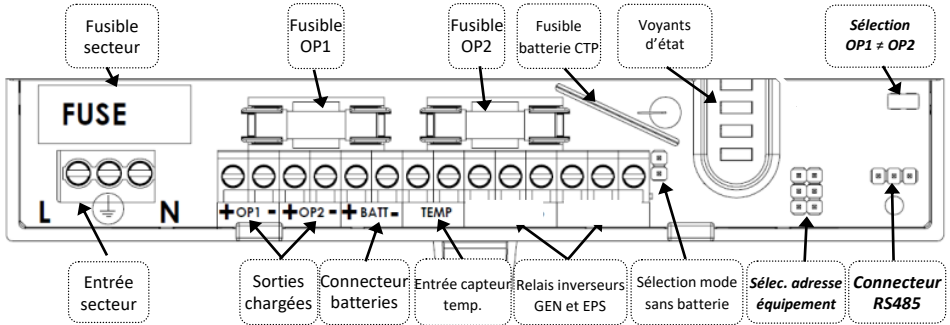 Fusible
secteur
Fusible
OP1
Fusible
OP2
Fusible
batterie CTP
Voyants
d'état
Sélection
OP1 ≠ OP2
FUSE
L
N
+ OP1 - + OP2 - + BATT - TEMP
Entrée
secteur
Sorties
chargées
Connecteur
batteries
Entrée capteur
temp.
Relais inverseurs
GEN et EPS
Sélection mode
sans batterie
Sélec. adresse
équipement
Connecteur
RS485